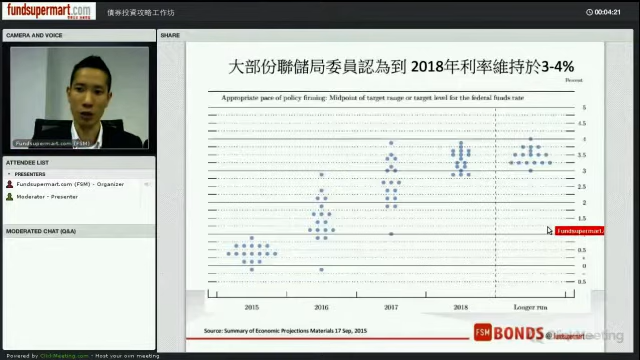 fundsupermart.com
債券投資攻略工作坊
00:04:21
CAMERA AND VOICE
SHARE
Fundsupermart.com (FSM)
ATTENDEE LIST
PRESENTERS
Fundsupermart.com (FSM) - Organizer
Moderator - Presenter
MODERATED CHAT (Q&A)
大部份聯儲局委員認為到 2018年利率維持於3-4%
Percent
Appropriate pace of policy firming: Midpoint of target range or target level for the federal funds rate
5
4.5
4
3.5
3
2.5
2
1.5
Fundsupermart.
0.5
0
0.5
2015
2016
2017
2018
Longer run
Source: Summary of Economic Projections Materials 17 Sep, 2015
FSM BONDS
ClickMeeting
Powered by ClickMeeting.com - Host your own meeting